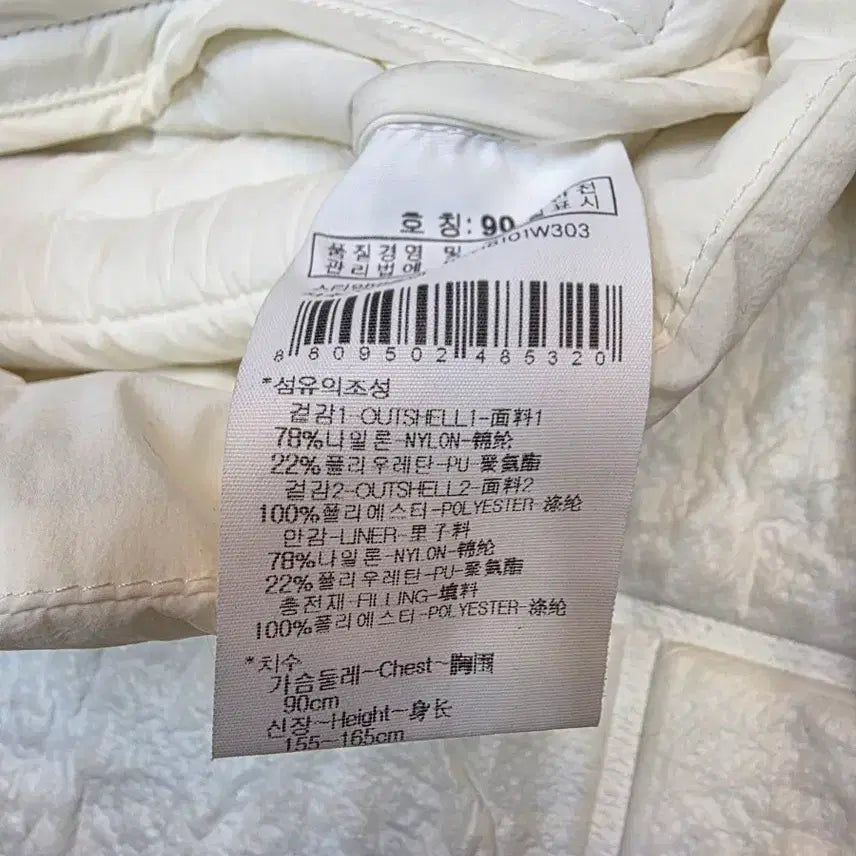 호 칭: 90
표시
품질경영 및
관리법에
101W303
8 809502 485320
*섬유의조성
겉감1-OUTSHELL1-面料1
78%나일론-NYLON-锦纶
22%폴리우레탄-PU-聚氨酯
겉감2-OUTSHELL2-面料2
100%폴리에스터-POLYESTER-涤纶
안감-LINER-里子料
78%나일론-NYLON-锦纶
22%폴리우레탄-PU-聚氨酯
충전재-FILLING-填料
100%폴리에스터-POLYESTER-涤纶
*치수
가슴둘레~Chest~胸围
90cm
신장~Height~身长
155~165cm